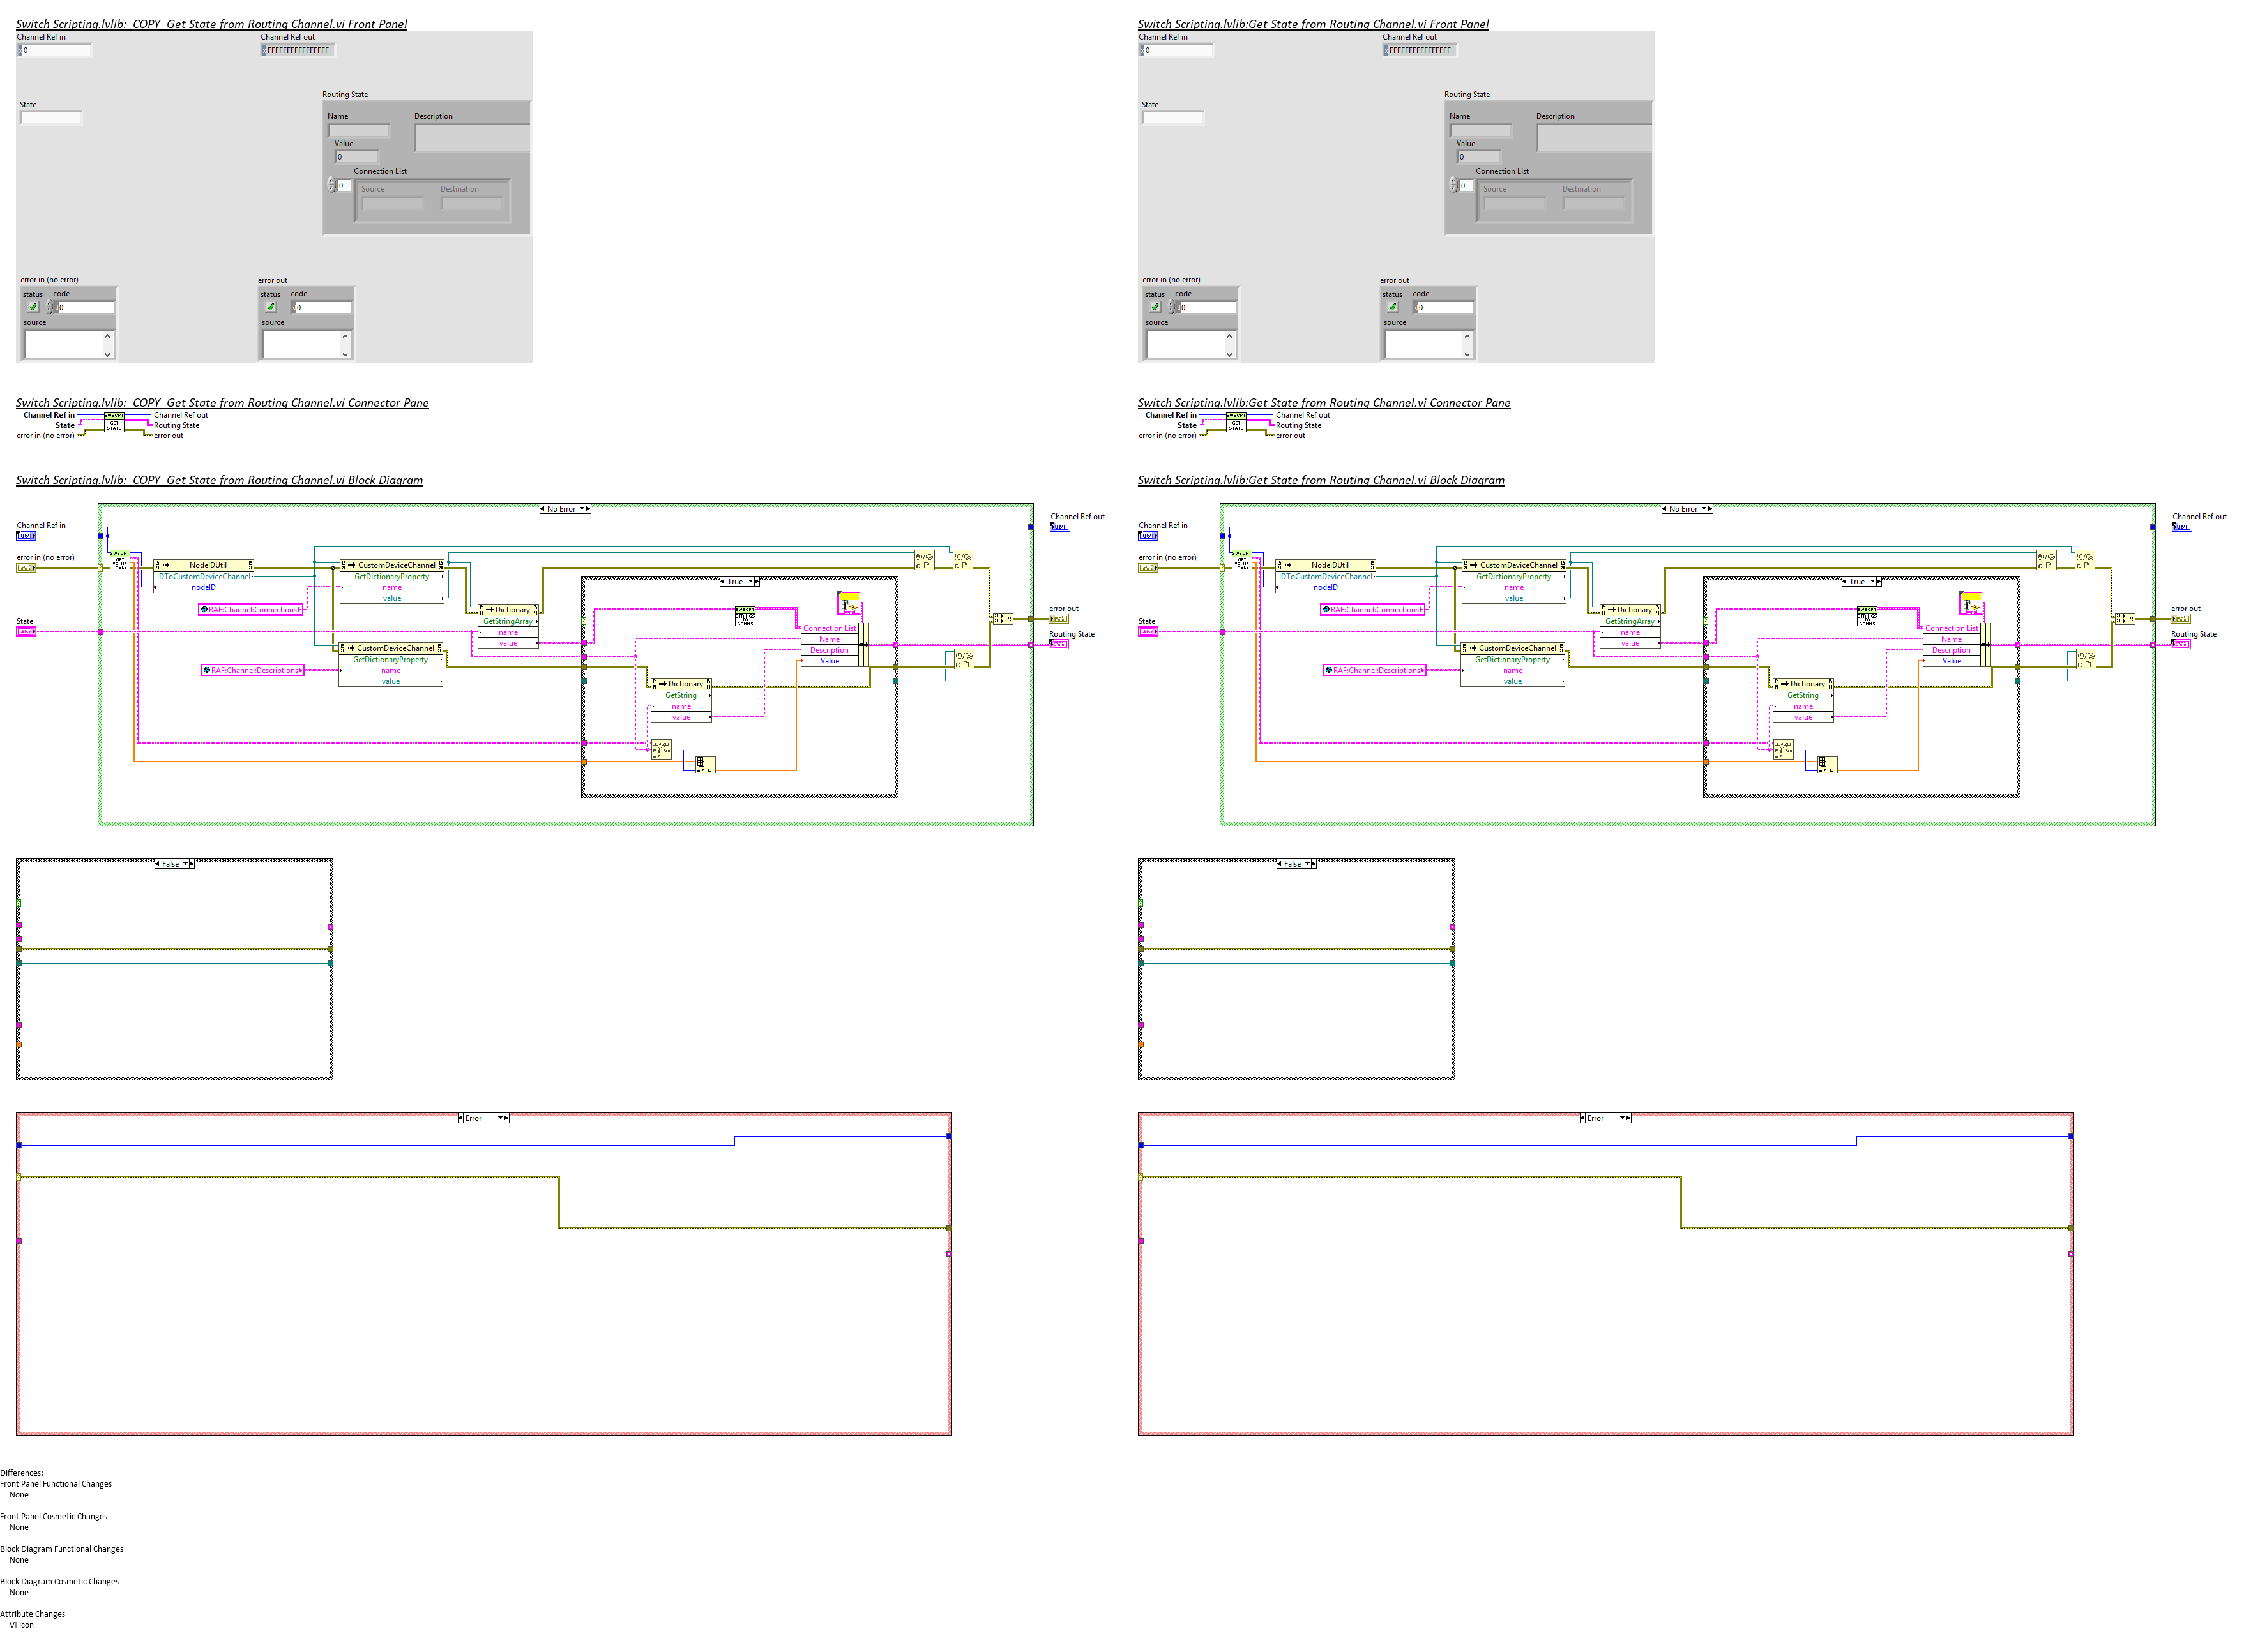 Switch Scripting.lvlib:  COPY  Get State from Routing Channel.vi Front Panel
Channel Ref in
0
Channel Ref out
FFFFFFFFFFFFFFFF
State
Routing State
Name
Description
Value
0
Connection List
0
Source
Destination
error in (no error)
status
code
0
source
error out
status
code
0
source
Switch Scripting.lvlib:Get State from Routing Channel.vi Front Panel
Channel Ref in
0
Channel Ref out
FFFFFFFFFFFFFFFF
State
Routing State
Name
Description
Value
0
Connection List
0
Source
Destination
error in (no error)
status
code
0
source
error out
status
code
0
source
Switch Scripting.lvlib:  COPY  Get State from Routing Channel.vi Connector Pane
Channel Ref in
State
error in (no error)
GET
STATE
Channel Ref out
Routing State
error out
Switch Scripting.lvlib:Get State from Routing Channel.vi Connector Pane
Channel Ref in
State
error in (no error)
GET
STATE
Channel Ref out
Routing State
error out
Switch Scripting.lvlib:  COPY  Get State from Routing Channel.vi Block Diagram
No Error
Channel Ref in
Channel Ref out
error in (no error)
GET
VALUE
TABLE
NodeIDUtil
IDToCustomDeviceChannel
nodeID
CustomDeviceChannel
GetDictionaryProperty
name
value
RAF:Channel:Connections
State
abc
Dictionary
GetStringArray
name
value
CustomDeviceChannel
GetDictionaryProperty
name
value
RAF:Channel:Descriptions
True
STRINGS
TO
Connection List
Name
Description
Value
Dictionary
GetString
name
value
error out
Routing State
Switch Scripting.lvlib:Get State from Routing Channel.vi Block Diagram
No Error
Channel Ref in
Channel Ref out
error in (no error)
GET
VALUE
TABLE
NodeIDUtil
IDToCustomDeviceChannel
nodeID
CustomDeviceChannel
GetDictionaryProperty
name
value
RAF:Channel:Connections
State
abc
Dictionary
GetStringArray
name
value
CustomDeviceChannel
GetDictionaryProperty
name
value
RAF:Channel:Descriptions
True
STRINGS
TO
Connection List
Name
Description
Value
Dictionary
GetString
name
value
error out
Routing State
False
False
Error
Error
Differences:
Front Panel Functional Changes
None
Front Panel Cosmetic Changes
None
Block Diagram Functional Changes
None
Block Diagram Cosmetic Changes
None
Attribute Changes
VI icon